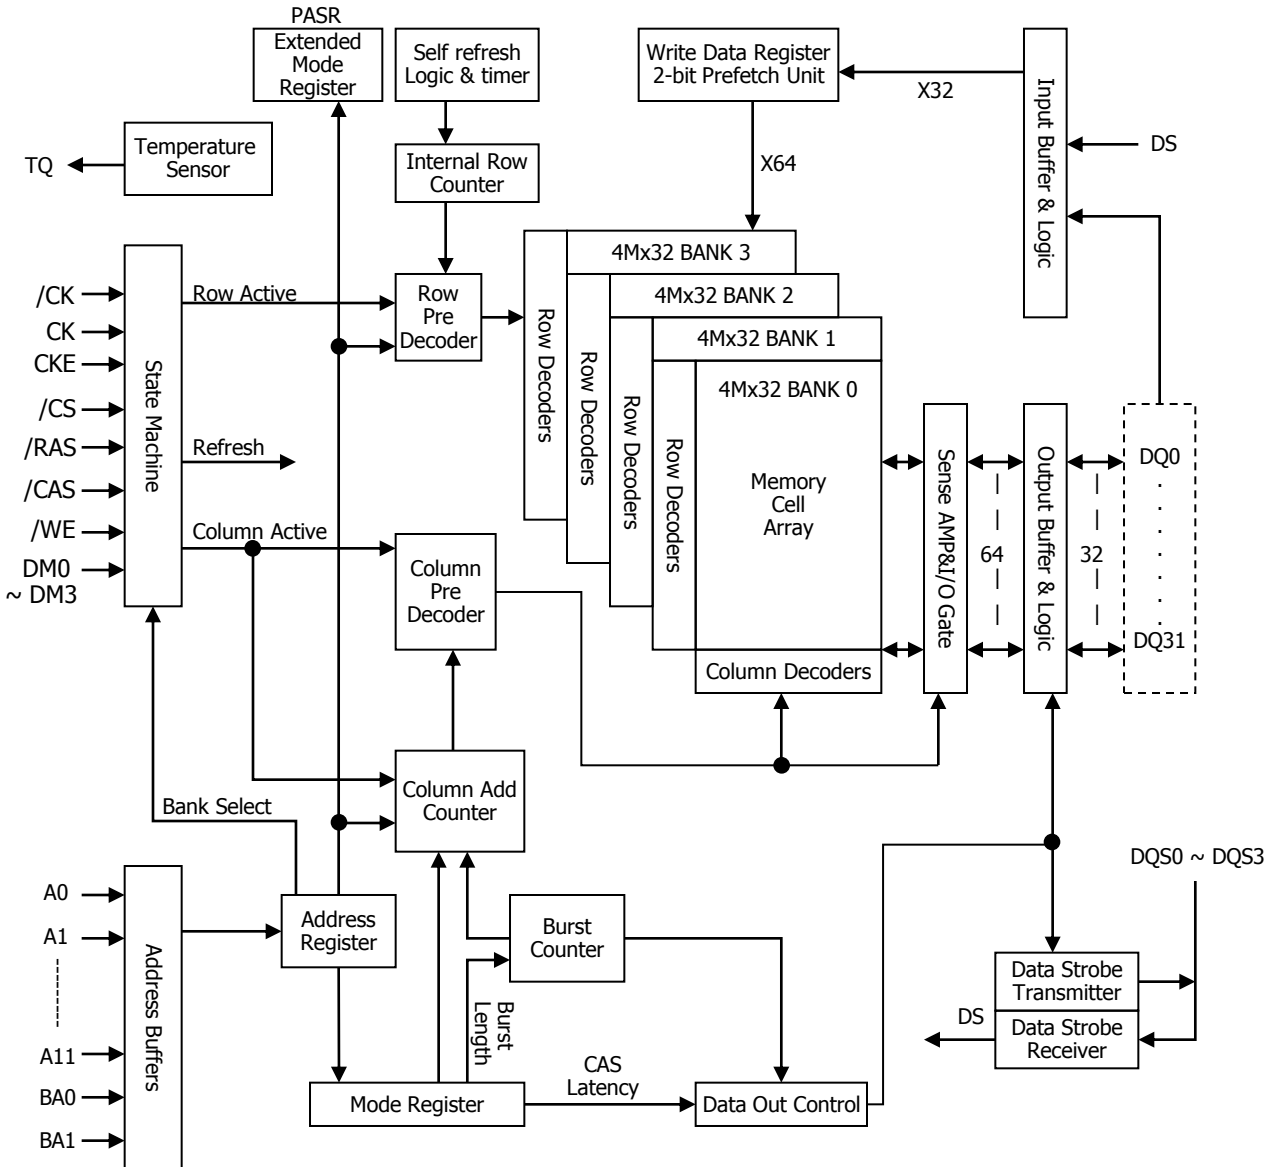 PASR
Extended
Mode
Register
Self refresh
Logic & timer
Write Data Register
2-bit Prefetch Unit
X32
Input Buffer & Logic
DS
TQ
Temperature
Sensor
Internal Row
Counter
X64
4Mx32 BANK 3
4Mx32 BANK 2
4Mx32 BANK 1
4Mx32 BANK 0
Row Decoders
Row Decoders
Row Decoders
Row Decoders
Memory
Cell
Array
Column Decoders
/CK
CK
CKE
/CS
/RAS
/CAS
/WE
DM0
~ DM3
State Machine
Row Active
Refresh
Column Active
Row
Pre
Decoder
Column
Pre
Decoder
Sense AMP&I/O Gate
64
Output Buffer & Logic
32
DQ0
DQ31
Bank Select
Column Add
Counter
A0
A1
A11
BA0
BA1
Address Buffers
Address
Register
Burst
Counter
Burst
Length
Mode Register
CAS
Latency
Data Out Control
DQS0 ~ DQS3
Data Strobe
Transmitter
DS
Data Strobe
Receiver